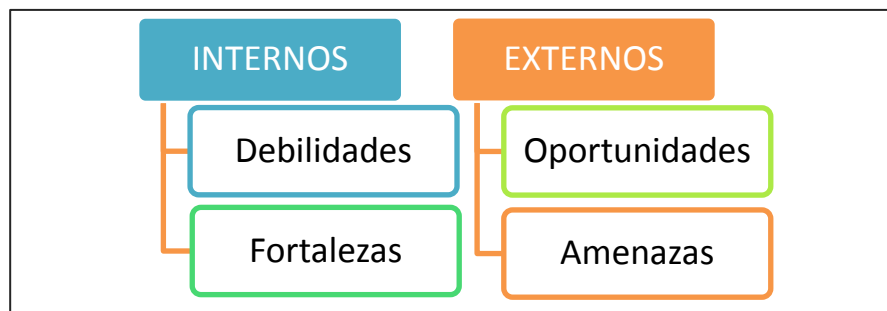 INTERNOS
Debilidades
Fortalezas
EXTERNOS
Oportunidades
Amenazas